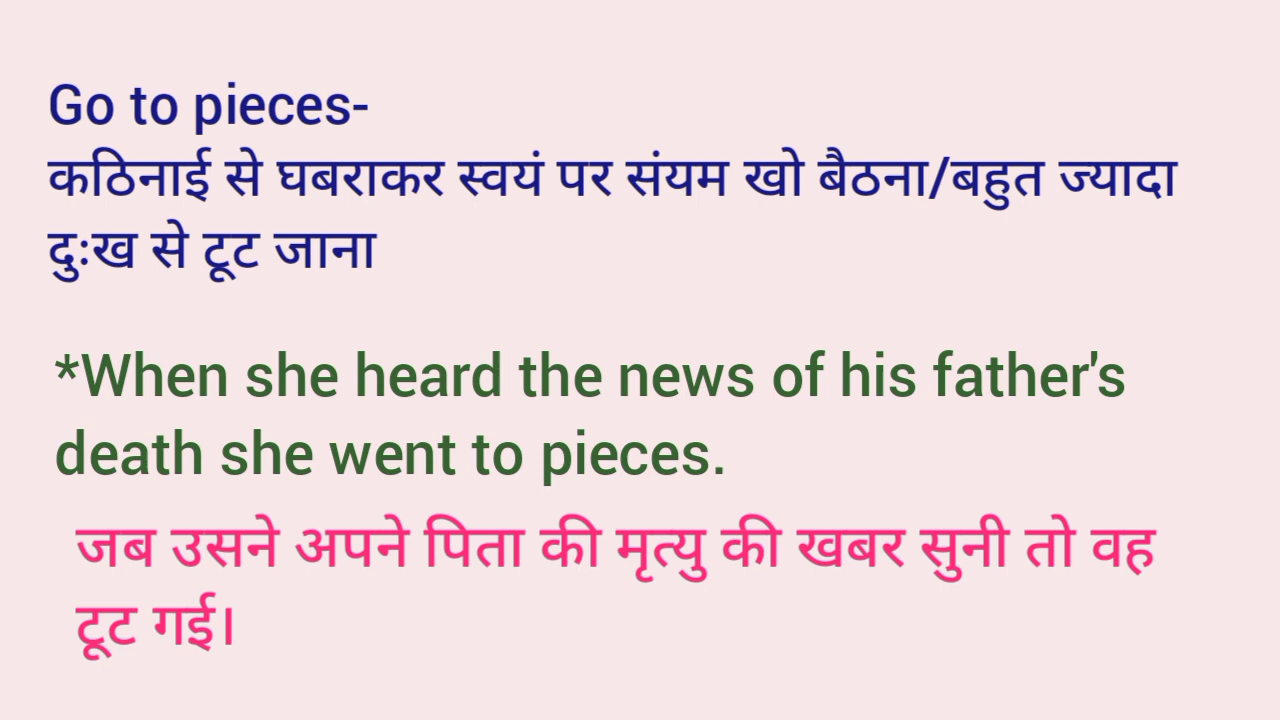 Go to pieces-
कठिनाई से घबराकर स्वयं पर संयम खो बैठना/बहुत ज्यादा
दुःख से टूट जाना
*When she heard the news of his father's
death she went to pieces.
जब उसने अपने पिता की मृत्यु की खबर सुनी तो वह
टूट गई।